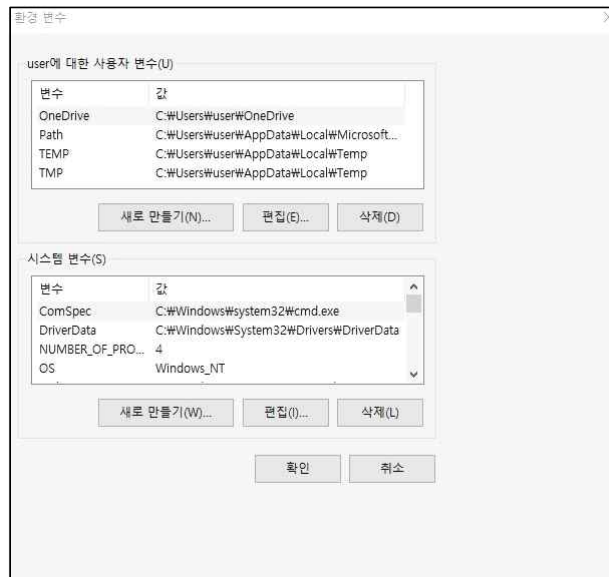 환경 변수
user에 대한 사용자 변수(U)
변수 값
OneDrive C:₩Users₩user₩OneDrive
Path C:₩Users₩user₩AppData₩Local₩Microsoft...
TEMP C:₩Users₩user₩AppData₩Local₩Temp
TMP C:₩Users₩user₩AppData₩Local₩Temp
새로 만들기(N)... 편집(E)... 삭제(D)
시스템 변수(S)
변수 값
ComSpec C:₩Windows₩system32₩cmd.exe
DriverData C:₩Windows₩System32₩Drivers₩DriverData
NUMBER_OF_PRO... 4
OS Windows_NT
새로 만들기(W)... 편집(I)... 삭제(L)
확인 취소